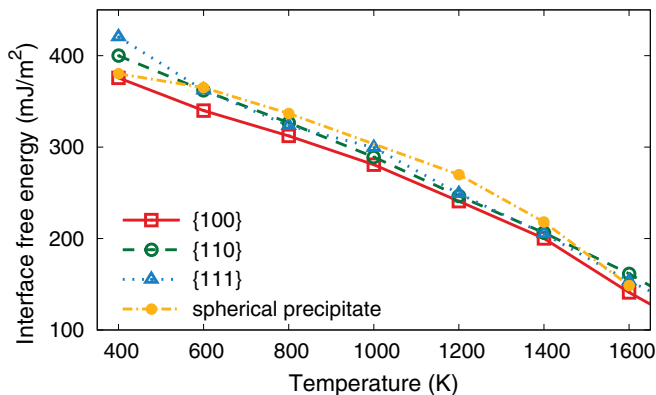 Interface free energy (mJ/m²)
400
300
200
100
{100}
{110}
{111}
spherical precipitate
400 600 800 1000 1200 1400 1600
Temperature (K)